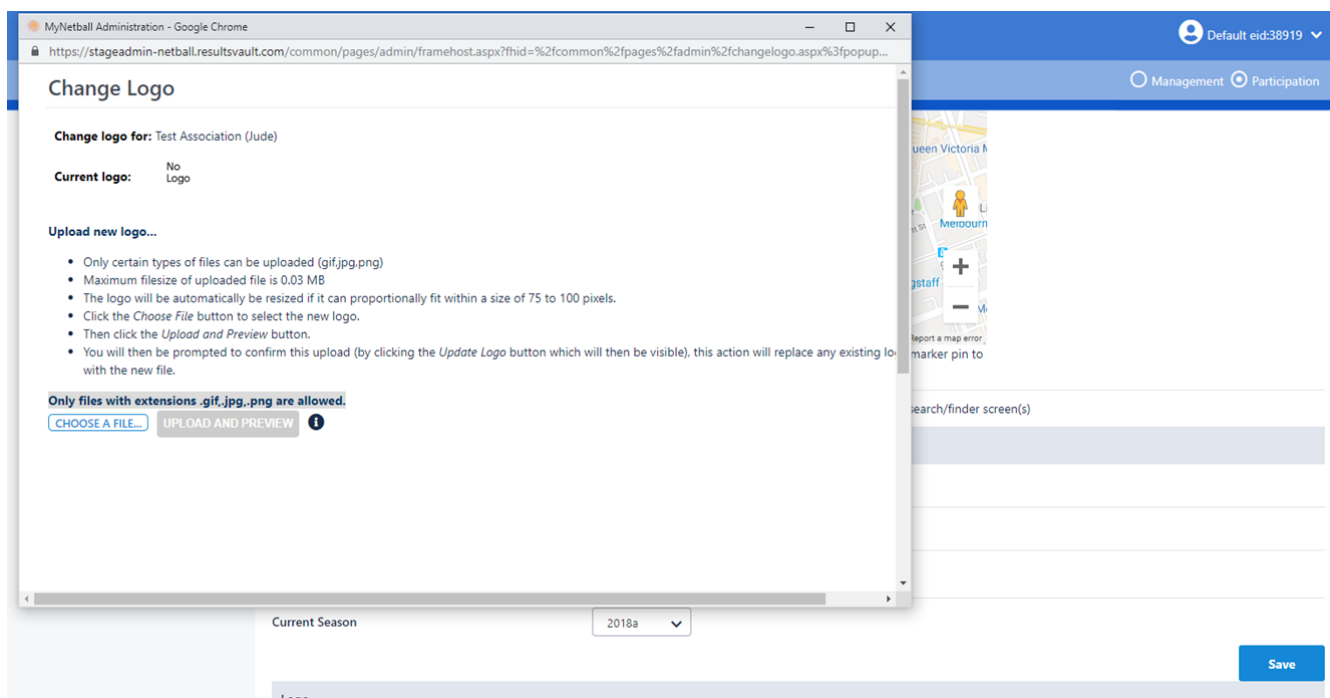 MyNetball Administration - Google Chrome
https://stageadmin-netball.resultsvault.com/common/pages/admin/framehost.aspx?fhid=%2fcommon%2fpages%2fadmin%2fchangelogo.aspx%3fpopup...
Default eid:38919
Management Participation
Change Logo
Change logo for: Test Association (Jude)
Current logo: No
Logo
Upload new logo...
Only certain types of files can be uploaded (gif,jpg,png)
Maximum filesize of uploaded file is 0.03 MB
The logo will be automatically be resized if it can proportionally fit within a size of 75 to 100 pixels.
Click the Choose File button to select the new logo.
Then click the Upload and Preview button.
You will then be prompted to confirm this upload (by clicking the Update Logo button which will then be visible), this action will replace any existing lo
with the new file.
Only files with extensions .gif,.jpg,.png are allowed.
CHOOSE A FILE... UPLOAD AND PREVIEW
ueen Victoria M
Melbourn
gstaff
Report a map error
marker pin to
search/finder screen(s)
Current Season 2018a
Save